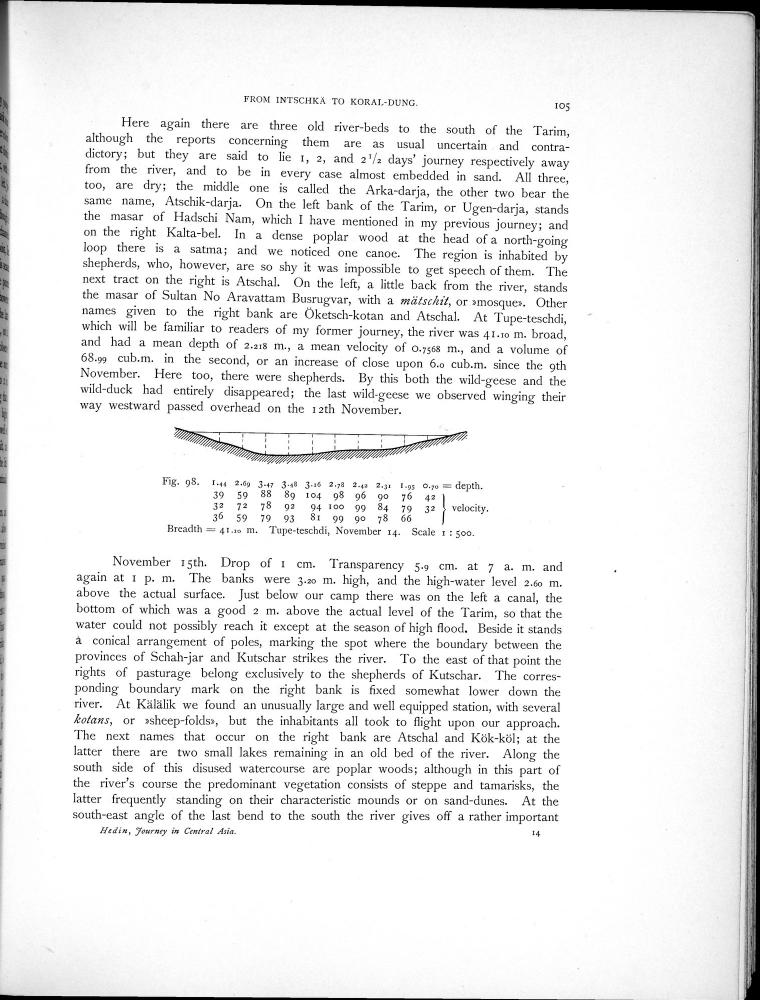 FROM INTSCHKÄ TO KORAL-DUNG. 105
Here again there are three old river-beds to the south of the Tarim,
although the reports concerning them are as usual uncertain and contra-
dictory; but they are said to lie 1, 2, and 2 1/2 days' journey respectively away
from the river, and to be in every case almost embedded in sand. All three,
too, are dry; the middle one is called the Arka-darja, the other two bear the
same name, Atschik-darja. On the left bank of the Tarim, or Ugen-darja, stands
the masar of Hadschi Nam, which I have mentioned in my previous journey; and
on the right Kalta-bel. In a dense poplar wood at the head of a north-going
loop there is a satma; and we noticed one canoe. The region is inhabited by
shepherds, who, however, are so shy it was impossible to get speech of them. The
next tract on the right is Atschal. On the left, a little back from the river, stands
the masar of Sultan No Aravattam Busrugvar, with a mätschit, or »mosque». Other
names given to the right bank are Öketsch-kotan and Atschal. At Tupe-teschdi,
which will be familiar to readers of my former journey, the river was 41.10 m. broad,
and had a mean depth of 2.218 m., a mean velocity of 0.7568 m., and a volume of
68.99 cub.m. in the second, or an increase of close upon 6.0 cub.m. since the 9th
November. Here too, there were shepherds. By this both the wild-geese and the
wild-duck had entirely disappeared; the last wild-geese we observed winging their
way westward passed overhead on the 12th November.
Fig. 98. 1.44 2.69 3.47 3.48 3.16 2.78 2.42 2.31 1.95 0.70 = depth.
39 59 88 89 104 98 96 90 76 42
32 72 78 92 94 100 99 84 79 32 } velocity.
36 59 79 93 81 99 90 78 66
Breadth = 41.10 m. Tupe-teschdi, November 14. Scale 1 : 500.
November 15th. Drop of 1 cm. Transparency 5.9 cm. at 7 a. m. and
again at 1 p. m. The banks were 3.20 m. high, and the high-water level 2.60 m.
above the actual surface. Just below our camp there was on the left a canal, the
bottom of which was a good 2 m. above the actual level of the Tarim, so that the
water could not possibly reach it except at the season of high flood. Beside it stands
a conical arrangement of poles, marking the spot where the boundary between the
provinces of Schah-jar and Kutschar strikes the river. To the east of that point the
rights of pasturage belong exclusively to the shepherds of Kutschar. The corres-
ponding boundary mark on the right bank is fixed somewhat lower down the
river. At Kälälik we found an unusually large and well equipped station, with several
kotans, or »sheep-folds», but the inhabitants all took to flight upon our approach.
The next names that occur on the right bank are Atschal and Kök-köl; at the
latter there are two small lakes remaining in an old bed of the river. Along the
south side of this disused watercourse are poplar woods; although in this part of
the river's course the predominant vegetation consists of steppe and tamarisks, the
latter frequently standing on their characteristic mounds or on sand-dunes. At the
south-east angle of the last bend to the south the river gives off a rather important
Hedin, Journey in Central Asia. 14